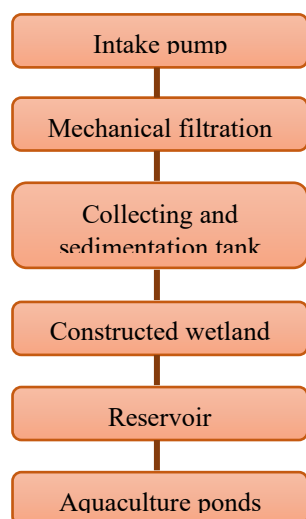 Intake pump
Mechanical filtration
Collecting and
sedimentation tank
Constructed wetland
Reservoir
Aquaculture ponds